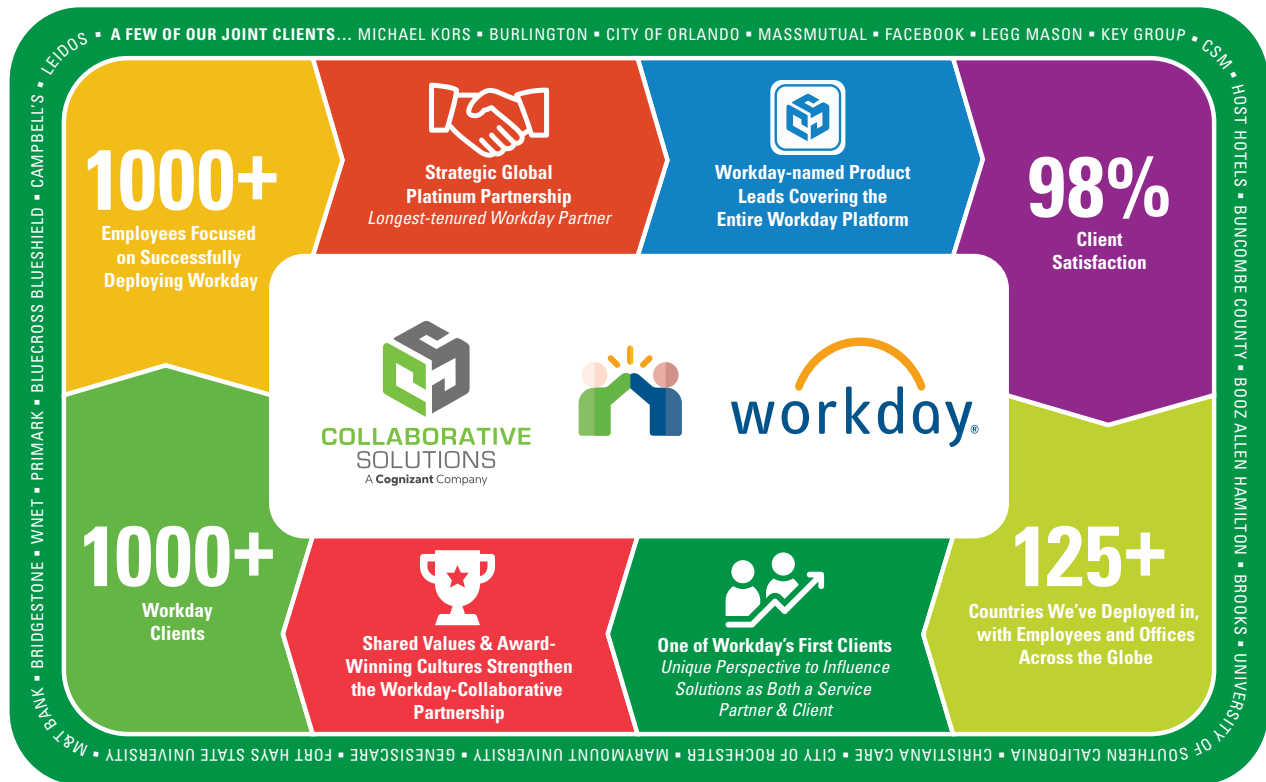 A FEW OF OUR JOINT CLIENTS... MICHAEL KORS ▪ BURLINGTON ▪ CITY OF ORLANDO ▪ MASSMUTUAL ▪ FACEBOOK ▪ LEGG MASON ▪ KEY GROUP ▪ CSM ▪ HOST HOTELS ▪ BUNCOMBE COUNTY ▪ BOOZ ALLEN HAMILTON ▪ BROOKS ▪ UNIVERSITY OF SOUTHERN CALIFORNIA ▪ CHRISTIANA CARE ▪ CITY OF ROCHESTER ▪ MARYMOUNT UNIVERSITY ▪ GENESISCARE ▪ FORT HAYS STATE UNIVERSITY ▪ M&T BANK ▪ BRIDGESTONE ▪ WNET ▪ PRIMARK ▪ BLUECROSS BLUESHIELD ▪ CAMPBELL'S ▪ LEIDOS ▪
1000+
Employees Focused
on Successfully
Deploying Workday
Strategic Global
Platinum Partnership
Longest-tenured Workday Partner
Workday-named Product
Leads Covering the
Entire Workday Platform
98%
Client
Satisfaction
COLLABORATIVE
SOLUTIONS
A Cognizant Company
workday®
1000+
Workday
Clients
Shared Values & Award-
Winning Cultures Strengthen
the Workday-Collaborative
Partnership
One of Workday's First Clients
Unique Perspective to Influence
Solutions as Both a Service
Partner & Client
125+
Countries We've Deployed in,
with Employees and Offices
Across the Globe